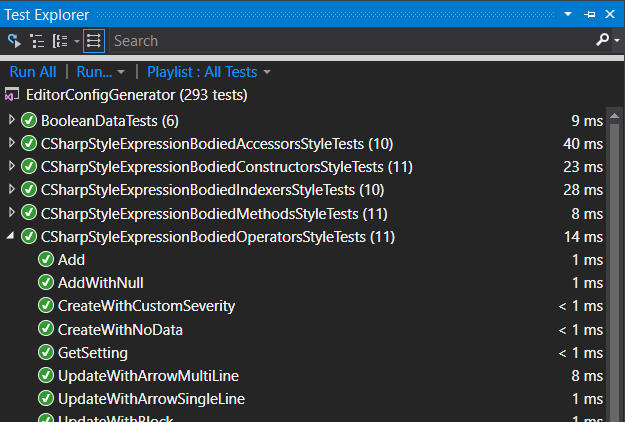 Test Explorer
Search
Run All | Run... | Playlist : All Tests
EditorConfigGenerator (293 tests)
BooleanDataTests (6) 9 ms
CSharpStyleExpressionBodiedAccessorsStyleTests (10) 40 ms
CSharpStyleExpressionBodiedConstructorsStyleTests (11) 23 ms
CSharpStyleExpressionBodiedIndexersStyleTests (10) 28 ms
CSharpStyleExpressionBodiedMethodsStyleTests (11) 8 ms
CSharpStyleExpressionBodiedOperatorsStyleTests (11) 14 ms
Add 1 ms
AddWithNull 1 ms
CreateWithCustomSeverity < 1 ms
CreateWithNoData < 1 ms
GetSetting < 1 ms
UpdateWithArrowMultiLine 8 ms
UpdateWithArrowSingleLine 1 ms
UpdateWithBlock 1 ms